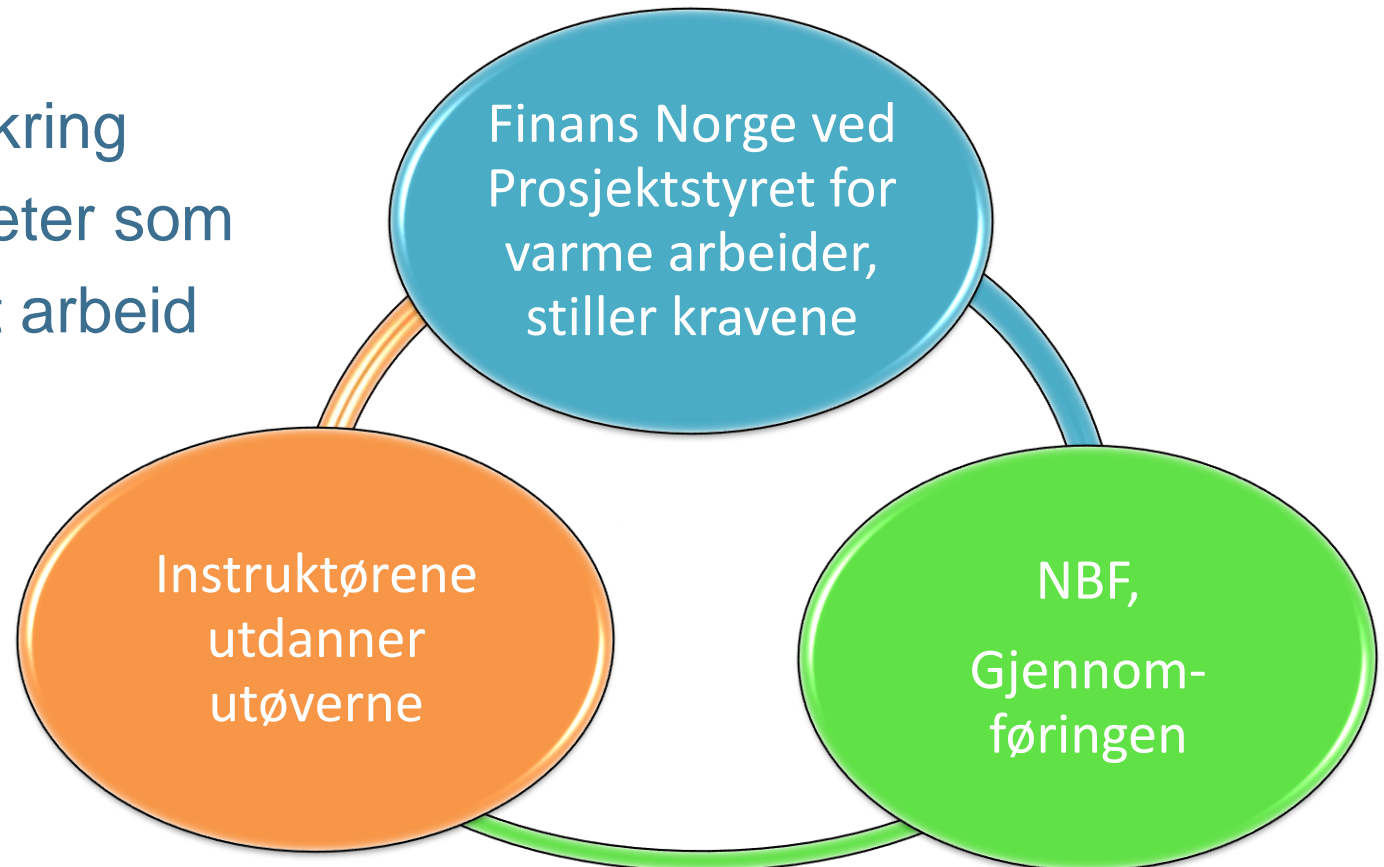 kring
eter som
t arbeid
Finans Norge ved
Prosjektstyret for
varme arbeider,
stiller kravene
Instruktørene
utdanner
utøverne
NBF,
Gjennom-
føringen